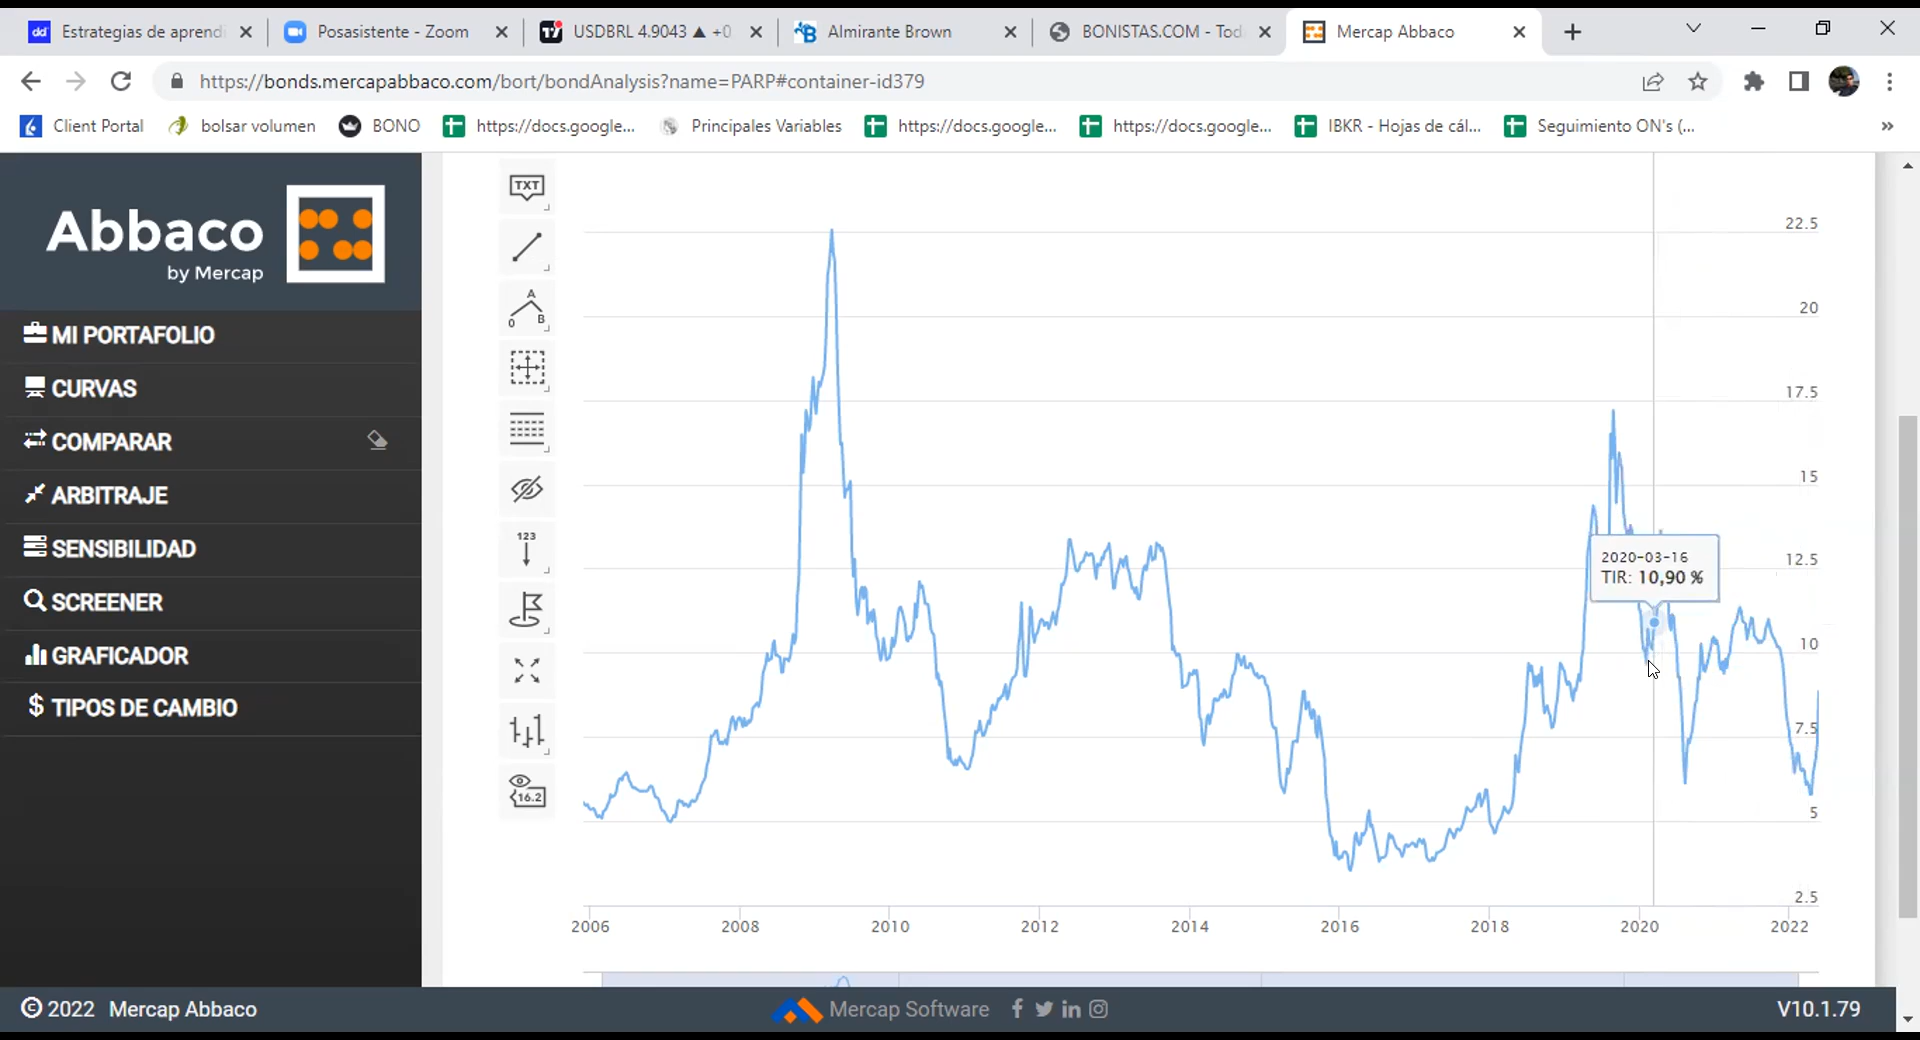 dd Estrategias de aprendi
Posasistente - Zoom
17 USDBRL 4.9043 ▲ +0
Almirante Brown
BONISTAS.COM - Tod
Mercap Abbaco
https://bonds.mercapabbaco.com/bort/bondAnalysis?name=PARP#container-id379
Client Portal
bolsar volumen
BONO
https://docs.google...
Principales Variables
https://docs.google...
https://docs.google...
IBKR - Hojas de cál...
Seguimiento ON's (...
»
Abbaco
by Mercap
MI PORTAFOLIO
CURVAS
COMPARAR
ARBITRAJE
SENSIBILIDAD
SCREENER
GRAFICADOR
$ TIPOS DE CAMBIO
TXT
A
0 B
123
16.2
22.5
20
17.5
15
12.5
10
7.5
5
2.5
2020-03-16
TIR: 10,90 %
2006 2008 2010 2012 2014 2016 2018 2020 2022
© 2022 Mercap Abbaco
Mercap Software
V10.1.79